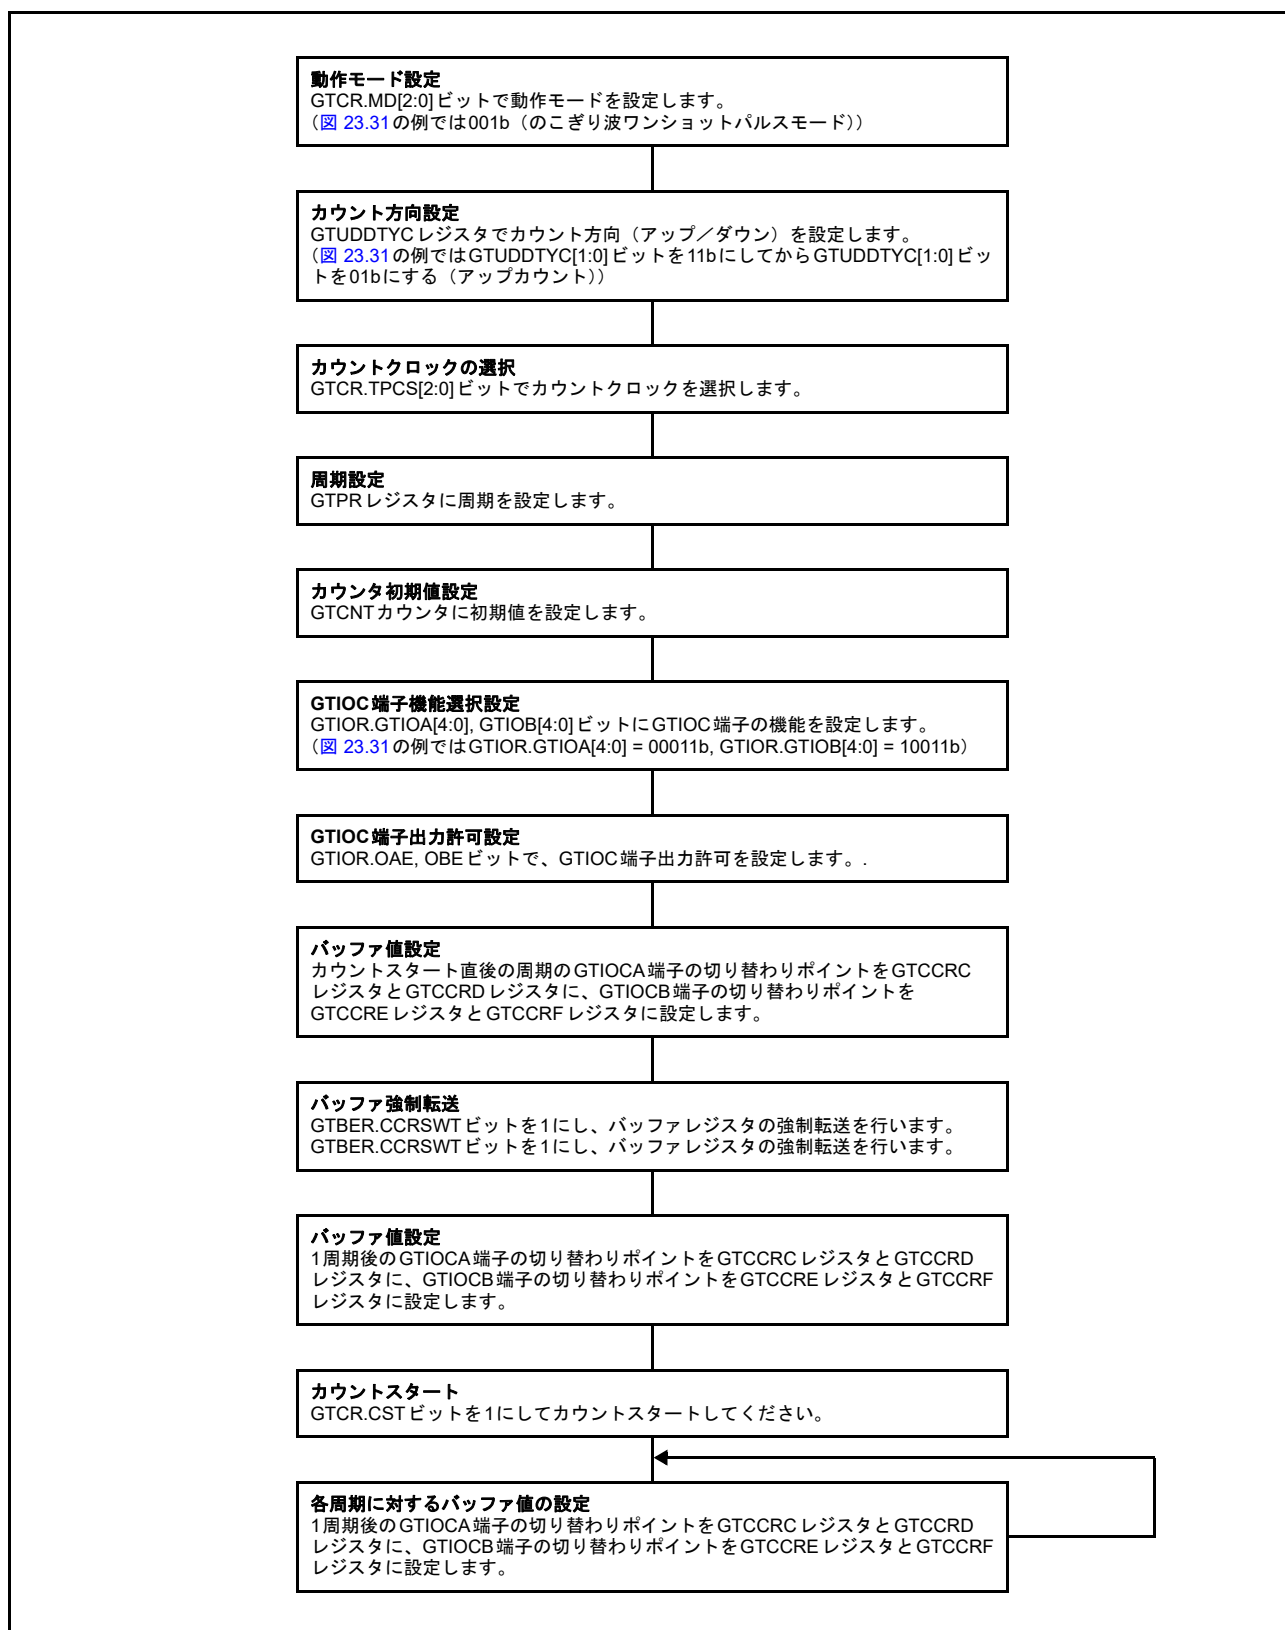 動作モード設定
GTCR.MD[2:0]ビットで動作モードを設定します。
（図 23.31の例では001b（のこぎり波ワンショットパルスモード））
カウント方向設定
GTUDDTYCレジスタでカウント方向（アップ／ダウン）を設定します。
（図 23.31の例ではGTUDDTYC[1:0]ビットを11bにしてからGTUDDTYC[1:0]ビッ
トを01bにする（アップカウント））
カウントクロックの選択
GTCR.TPCS[2:0]ビットでカウントクロックを選択します。
周期設定
GTPRレジスタに周期を設定します。
カウンタ初期値設定
GTCNTカウンタに初期値を設定します。
GTIOC端子機能選択設定
GTIOR.GTIOA[4:0], GTIOB[4:0]ビットにGTIOC端子の機能を設定します。
（図 23.31の例ではGTIOR.GTIOA[4:0] = 00011b, GTIOR.GTIOB[4:0] = 10011b）
GTIOC端子出力許可設定
GTIOR.OAE, OBEビットで、GTIOC端子出力許可を設定します。.
バッファ値設定
カウントスタート直後の周期のGTIOCA端子の切り替わりポイントをGTCCRC
レジスタとGTCCRDレジスタに、GTIOCB端子の切り替わりポイントを
GTCCREレジスタとGTCCRFレジスタに設定します。
バッファ強制転送
GTBER.CCRSWTビットを1にし、バッファレジスタの強制転送を行います。
GTBER.CCRSWTビットを1にし、バッファレジスタの強制転送を行います。
バッファ値設定
1周期後のGTIOCA端子の切り替わりポイントをGTCCRCレジスタとGTCCRD
レジスタに、GTIOCB端子の切り替わりポイントをGTCCREレジスタとGTCCRF
レジスタに設定します。
カウントスタート
GTCR.CSTビットを1にしてカウントスタートしてください。
各周期に対するバッファ値の設定
1周期後のGTIOCA端子の切り替わりポイントをGTCCRCレジスタとGTCCRD
レジスタに、GTIOCB端子の切り替わりポイントをGTCCREレジスタとGTCCRF
レジスタに設定します。